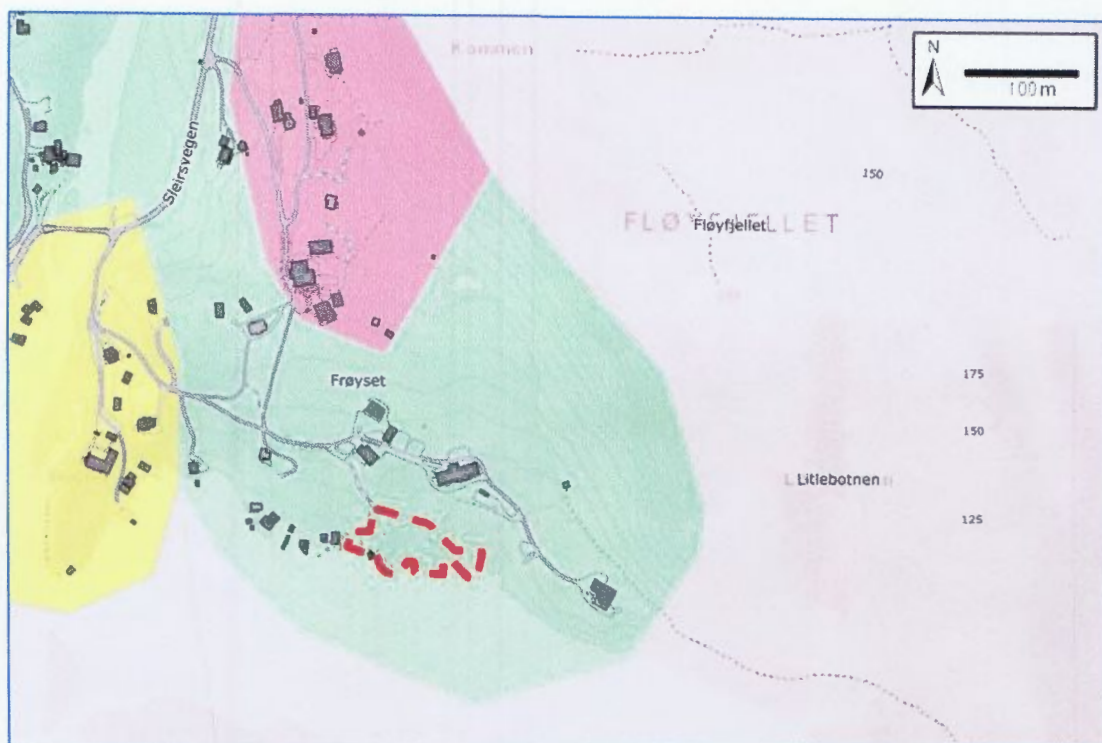 Kommen
N
100 m
Sleirsvegen
150
FLØYFJELLET
Fløyfjellet
175
Frøyset
150
Litlebotnen
125